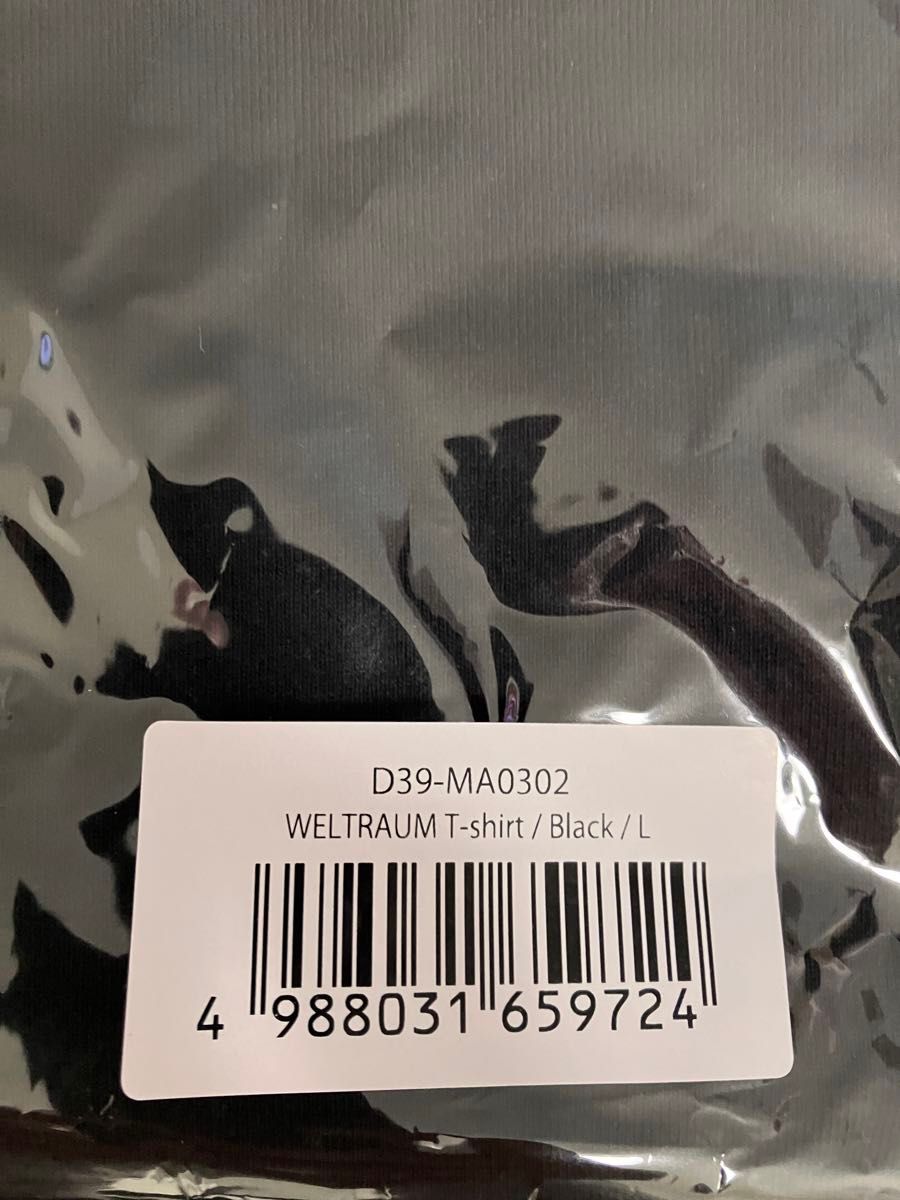 D39-MA0302
WELTRAUM T-shirt / Black / L
4 988031 659724